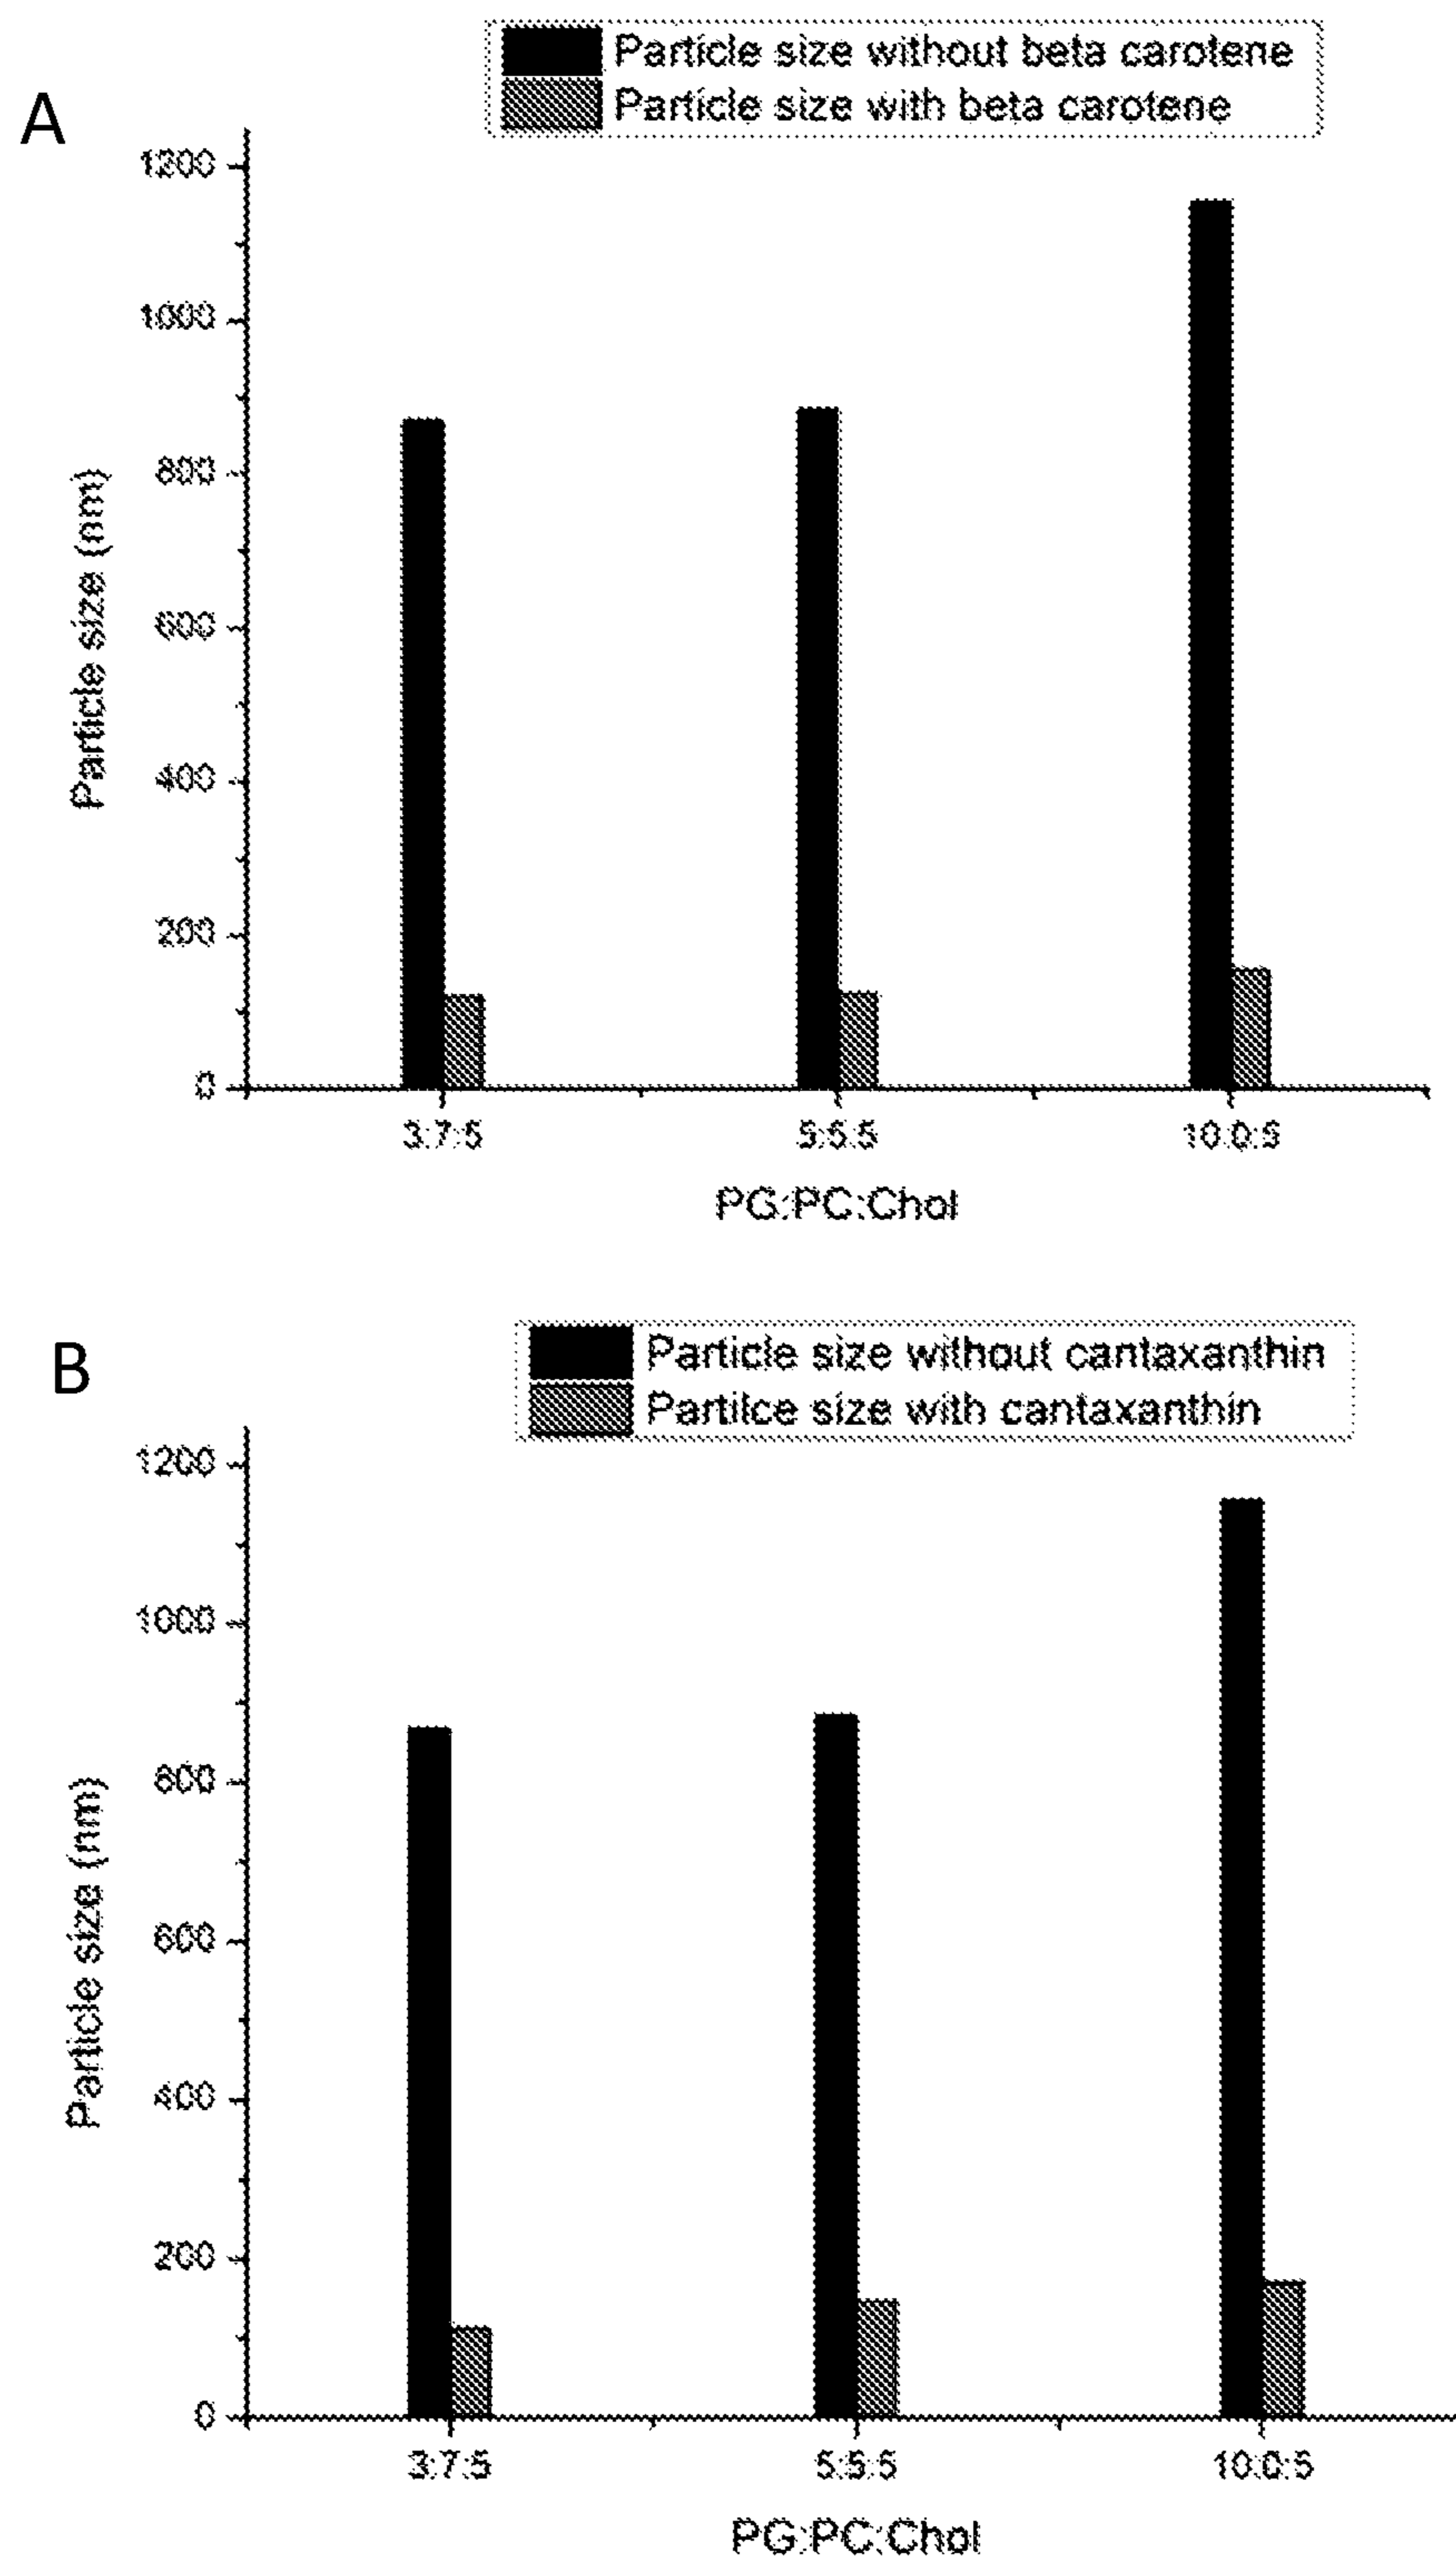 A
Particle size without beta carotene
Particle size with beta carotene
1200
1000
800
600
400
200
0
Particle size (nm)
3:7:5
5:5:5
10:0:5
PG:PC:Chol
B
Particle size without cantaxanthin
Partilce size with cantaxanthin
1200
1000
800
600
400
200
0
Particle size (nm)
3:7:5
5:5:5
10:0:5
PG:PC:Chol